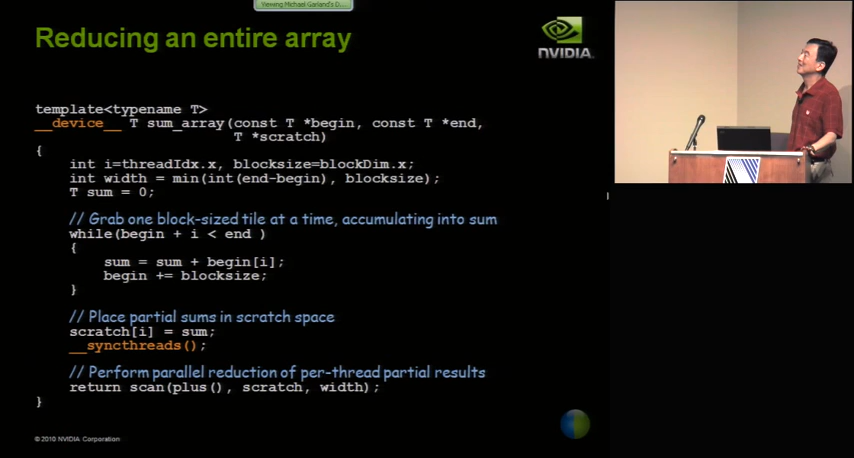 Viewing Michael Garland's D...
Reducing an entire array
NVIDIA.
template<typename T>
__device__ T sum_array(const T *begin, const T *end,
T *scratch)
{
int i=threadIdx.x, blocksize=blockDim.x;
int width = min(int(end-begin), blocksize);
T sum = 0;
// Grab one block-sized tile at a time, accumulating into sum
while(begin + i < end )
{
sum = sum + begin[i];
begin += blocksize;
}
// Place partial sums in scratch space
scratch[i] = sum;
__syncthreads();
// Perform parallel reduction of per-thread partial results
return scan(plus(), scratch, width);
}
© 2010 NVIDIA Corporation